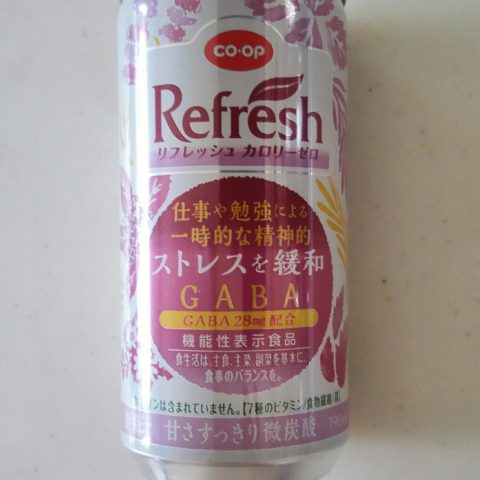 CO・OP
Refresh
リフレッシュ カロリーゼロ
仕事や勉強による
一時的な精神的
ストレスを緩和
GABA
GABA 28mg 配合
機能性表示食品
食生活は、主食、主菜、副菜を基本に、
食事のバランスを。
インは含まれていません。【7種のビタミン/食物繊維/
甘さすっきり 微炭酸 190